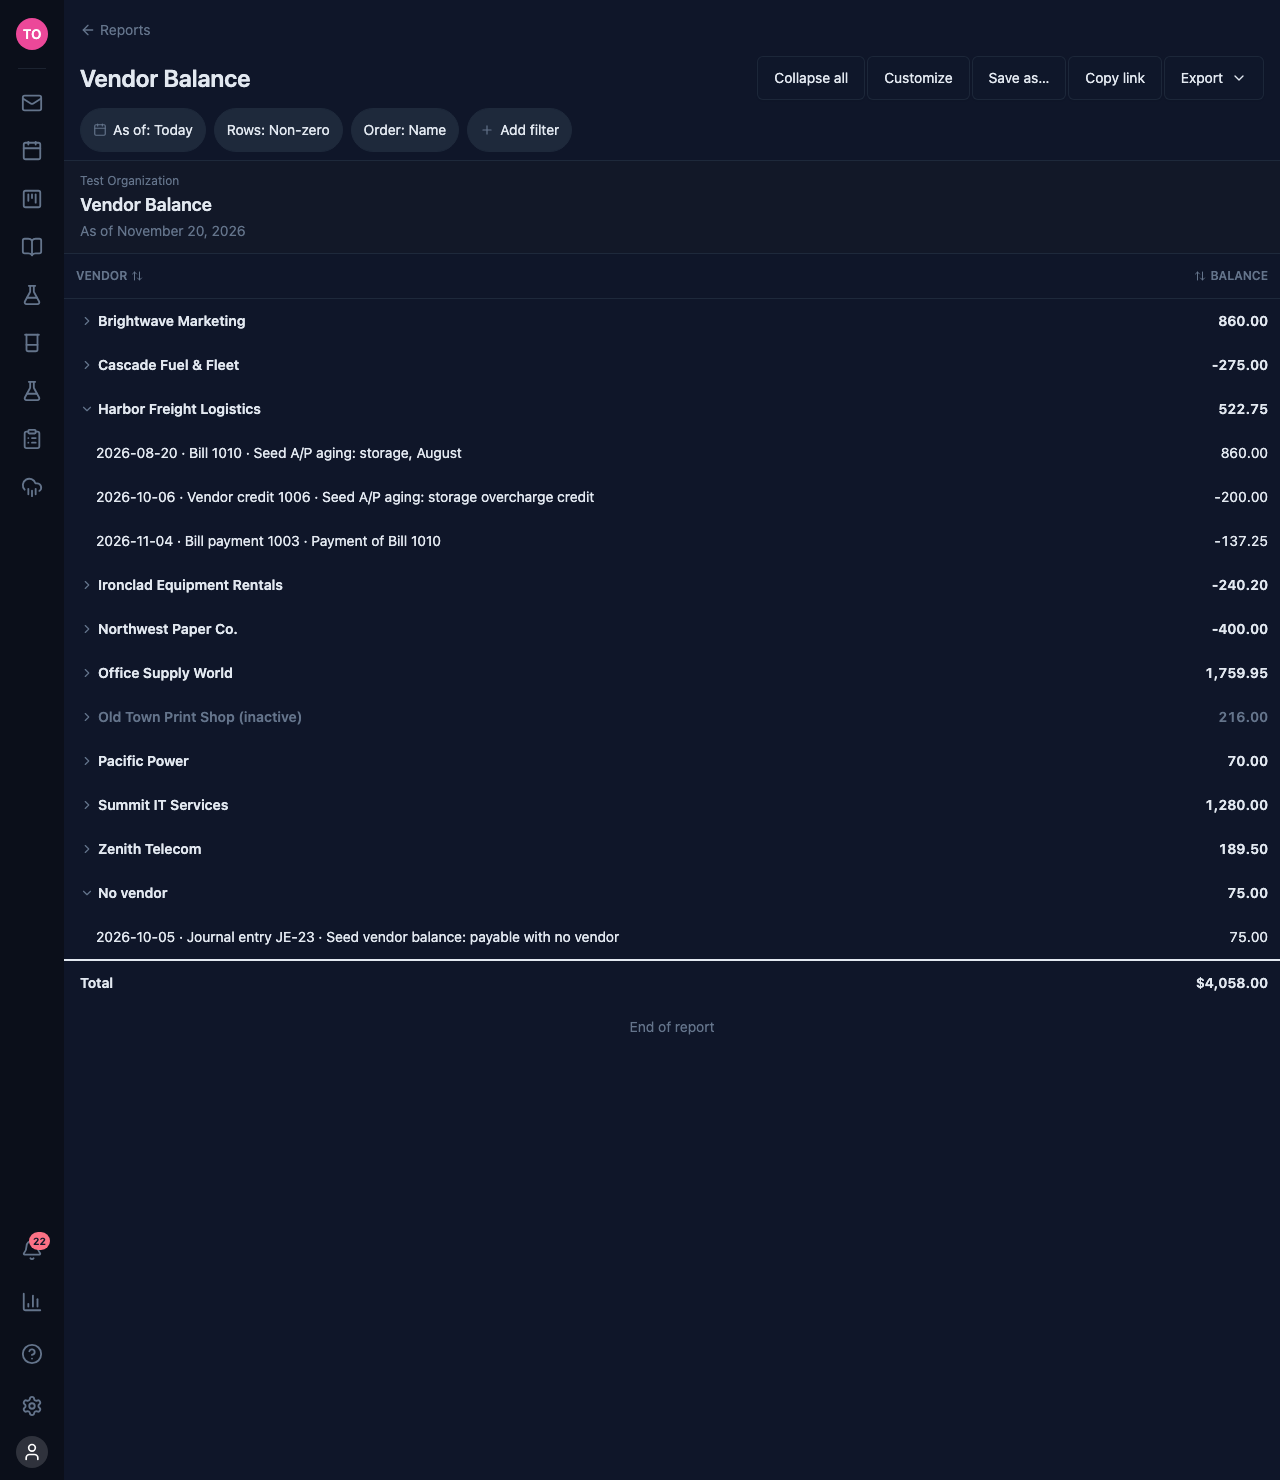 TO
Reports
Vendor Balance
Collapse all
Customize
Save as...
Copy link
Export
As of: Today
Rows: Non-zero
Order: Name
Add filter
Test Organization
Vendor Balance
As of November 20, 2026
VENDOR BALANCE
Brightwave Marketing 860.00
Cascade Fuel & Fleet -275.00
Harbor Freight Logistics 522.75
2026-08-20 · Bill 1010 · Seed A/P aging: storage, August 860.00
2026-10-06 · Vendor credit 1006 · Seed A/P aging: storage overcharge credit -200.00
2026-11-04 · Bill payment 1003 · Payment of Bill 1010 -137.25
Ironclad Equipment Rentals -240.20
Northwest Paper Co. -400.00
Office Supply World 1,759.95
Old Town Print Shop (inactive) 216.00
Pacific Power 70.00
Summit IT Services 1,280.00
Zenith Telecom 189.50
No vendor 75.00
2026-10-05 · Journal entry JE-23 · Seed vendor balance: payable with no vendor 75.00
Total $4,058.00
End of report
22